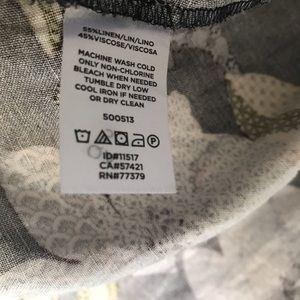 55%LINEN/LIN/LINO
45%VISCOSE/VISCOSA
MACHINE WASH COLD
ONLY NON-CHLORINE
BLEACH WHEN NEEDED
TUMBLE DRY LOW
COOL IRON IF NEEDED
OR DRY CLEAN
500513
ID#11517
CA#57421
RN#77379